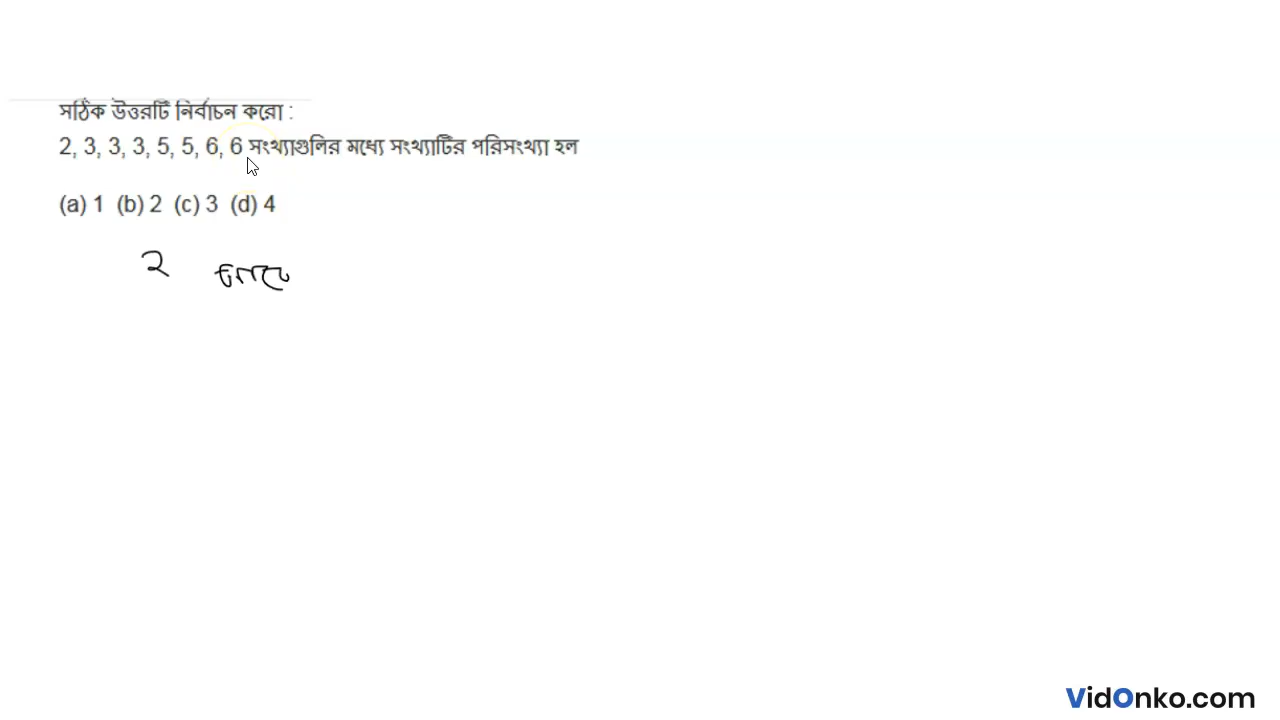 সঠিক উত্তরটি নির্বাচন করো :
2, 3, 3, 3, 5, 5, 6, 6 সংখ্যাগুলির মধ্যে সংখ্যাটির পরিসংখ্যা হল
(a) 1 (b) 2 (c) 3 (d) 4
২
VidOnko.com